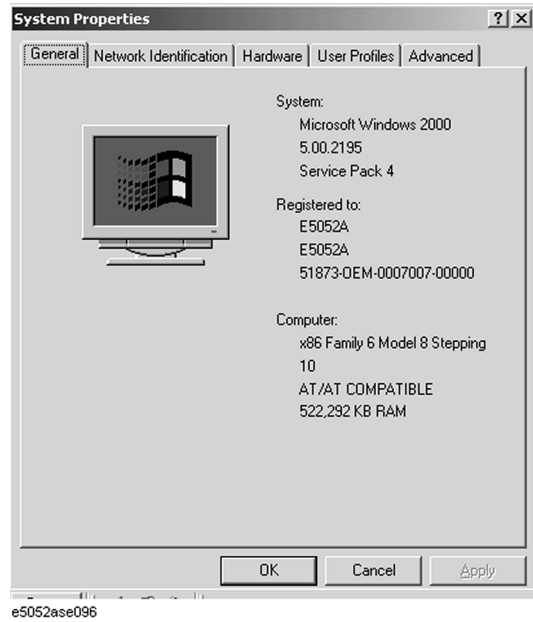 System Properties
? X
General Network Identification Hardware User Profiles Advanced
System:
Microsoft Windows 2000
5.00.2195
Service Pack 4
Registered to:
E5052A
E5052A
51873-OEM-0007007-00000
Computer:
x86 Family 6 Model 8 Stepping
10
AT/AT COMPATIBLE
522,292 KB RAM
OK Cancel Apply
e5052ase096